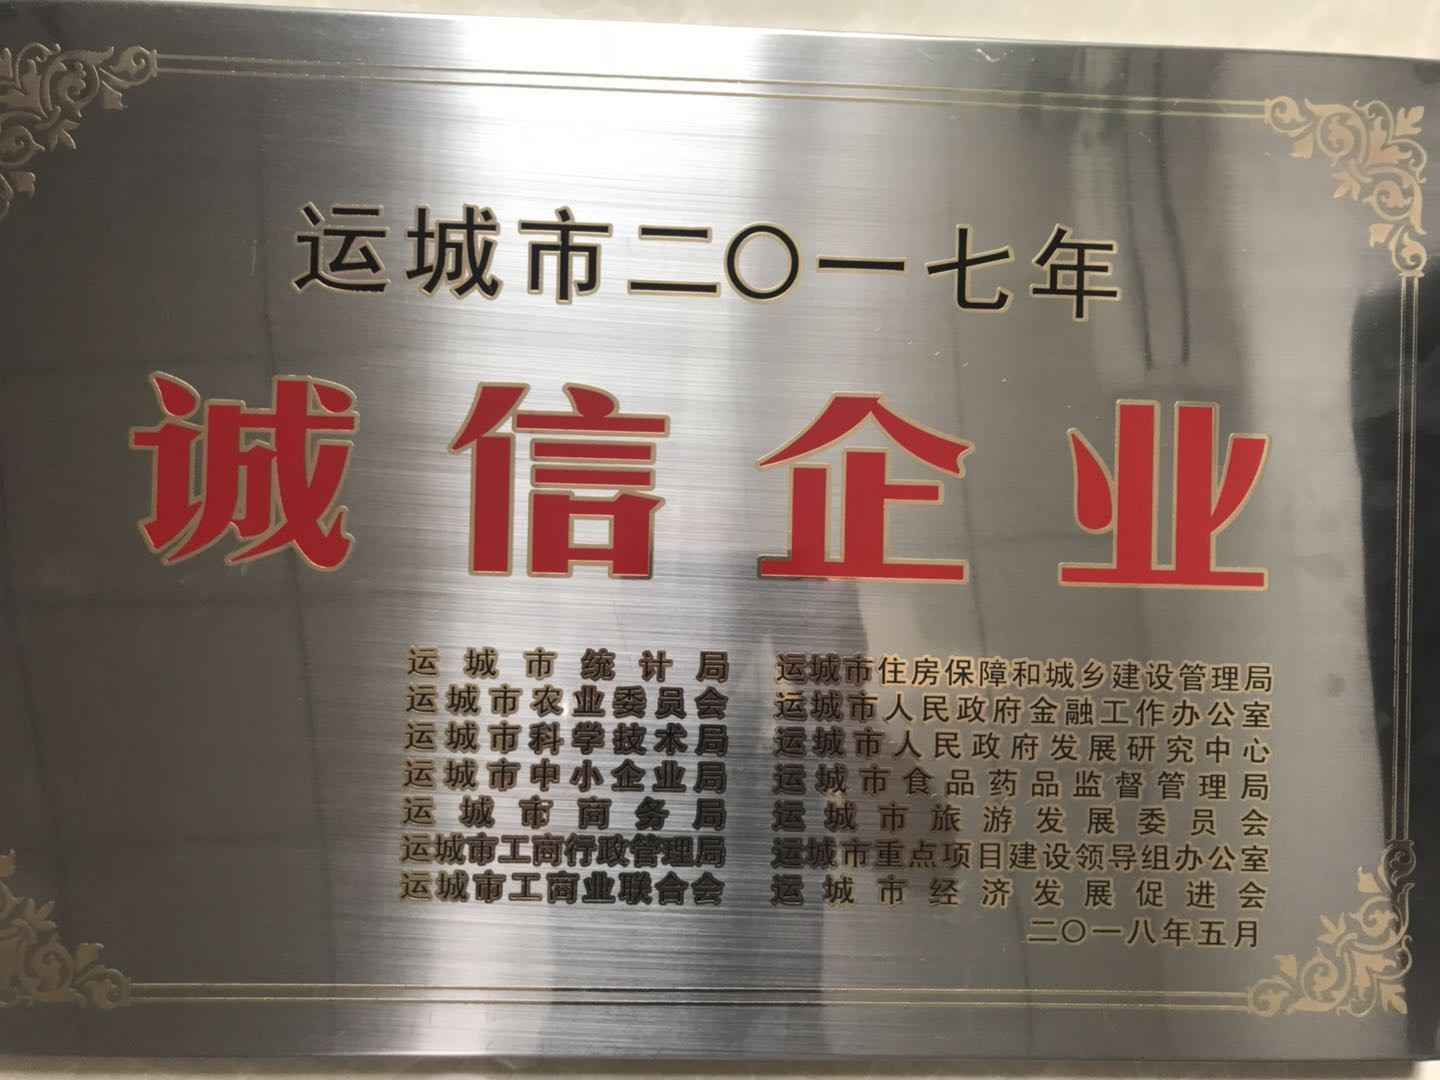 运城市二〇一七年
诚信企业
运城市统计局
运城市农业委员会
运城市科学技术局
运城市中小企业局
运城市商务局
运城市工商行政管理局
运城市工商业联合会
运城市住房保障和城乡建设管理局
运城市人民政府金融工作办公室
运城市人民政府发展研究中心
运城市食品药品监督管理局
运城市旅游发展委员会
运城市重点项目建设领导组办公室
运城市经济发展促进会
二〇一八年五月